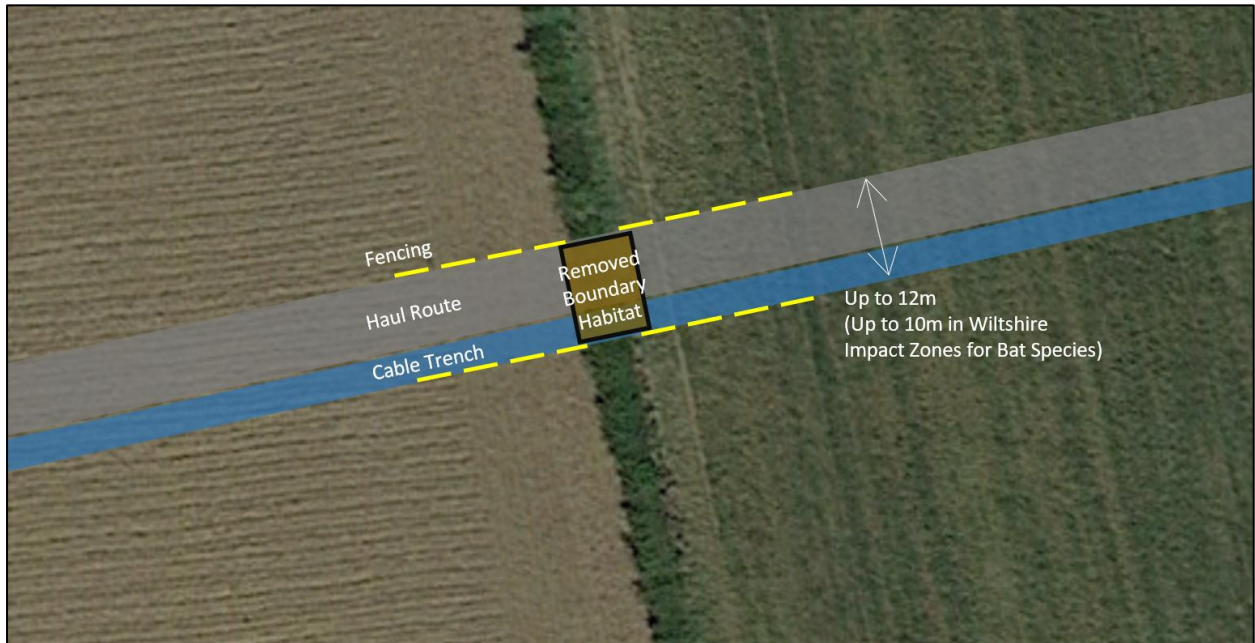 Fencing
Haul Route
Cable Trench
Removed
Boundary
Habitat
Up to 12m
(Up to 10m in Wiltshire
Impact Zones for Bat Species)